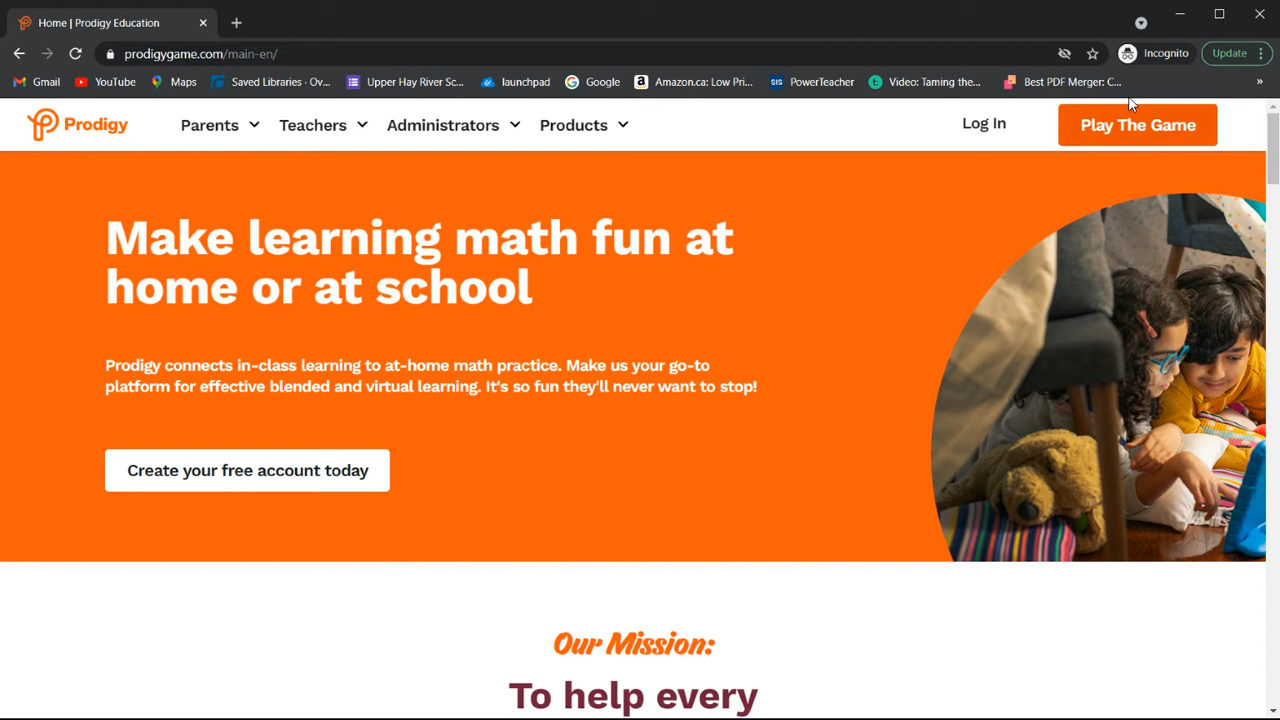 Home | Prodigy Education
prodigygame.com/main-en/
Incognito
Update
Gmail
YouTube
Maps
Saved Libraries · Ov...
Upper Hay River Sc...
launchpad
Google
Amazon.ca: Low Pri...
SIS PowerTeacher
Video: Taming the...
Best PDF Merger: C...
Prodigy
Parents
Teachers
Administrators
Products
Log In
Play The Game
Make learning math fun at
home or at school
Prodigy connects in-class learning to at-home math practice. Make us your go-to
platform for effective blended and virtual learning. It's so fun they'll never want to stop!
Create your free account today
Our Mission:
To help every